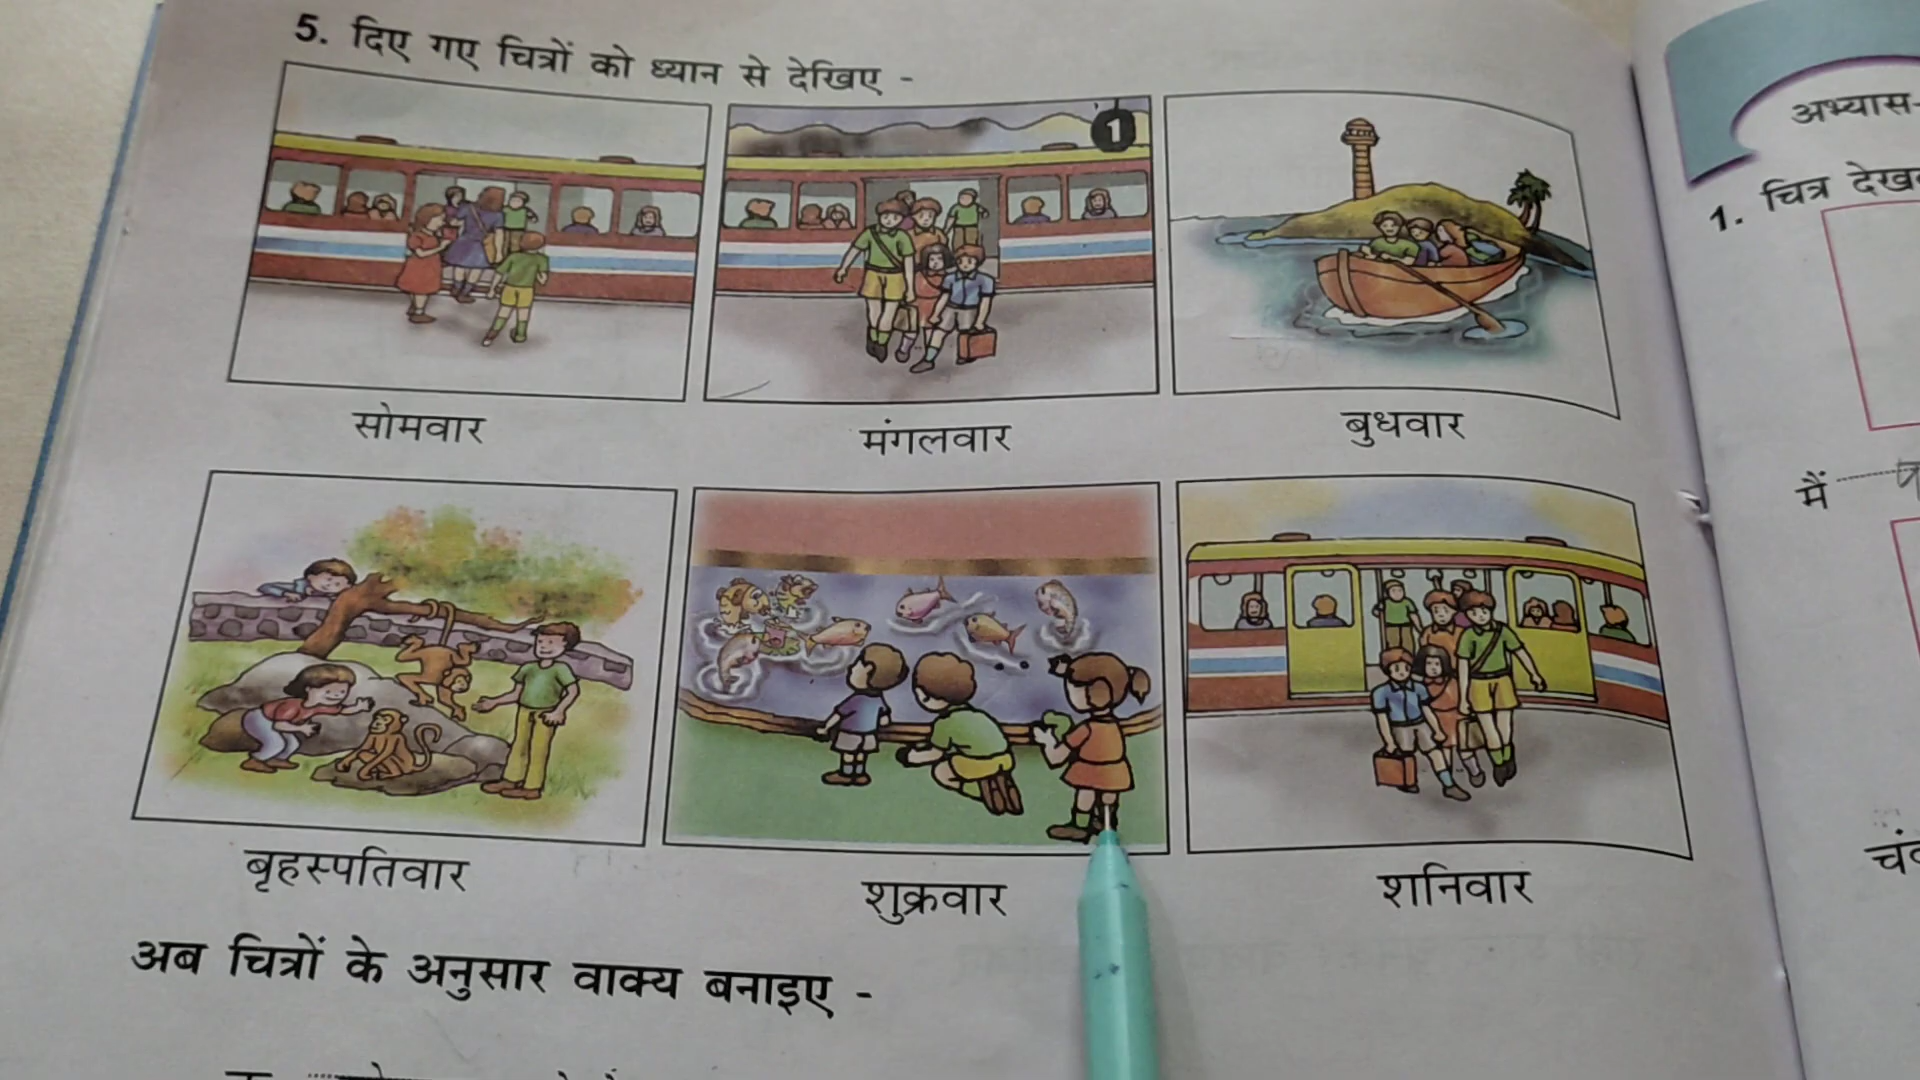 5. दिए गए चित्रों को ध्यान से देखिए -
1
सोमवार
मंगलवार
बुधवार
बृहस्पतिवार
शुक्रवार
शनिवार
अब चित्रों के अनुसार वाक्य बनाइए -
अभ्यास-
1. चित्र
मैं